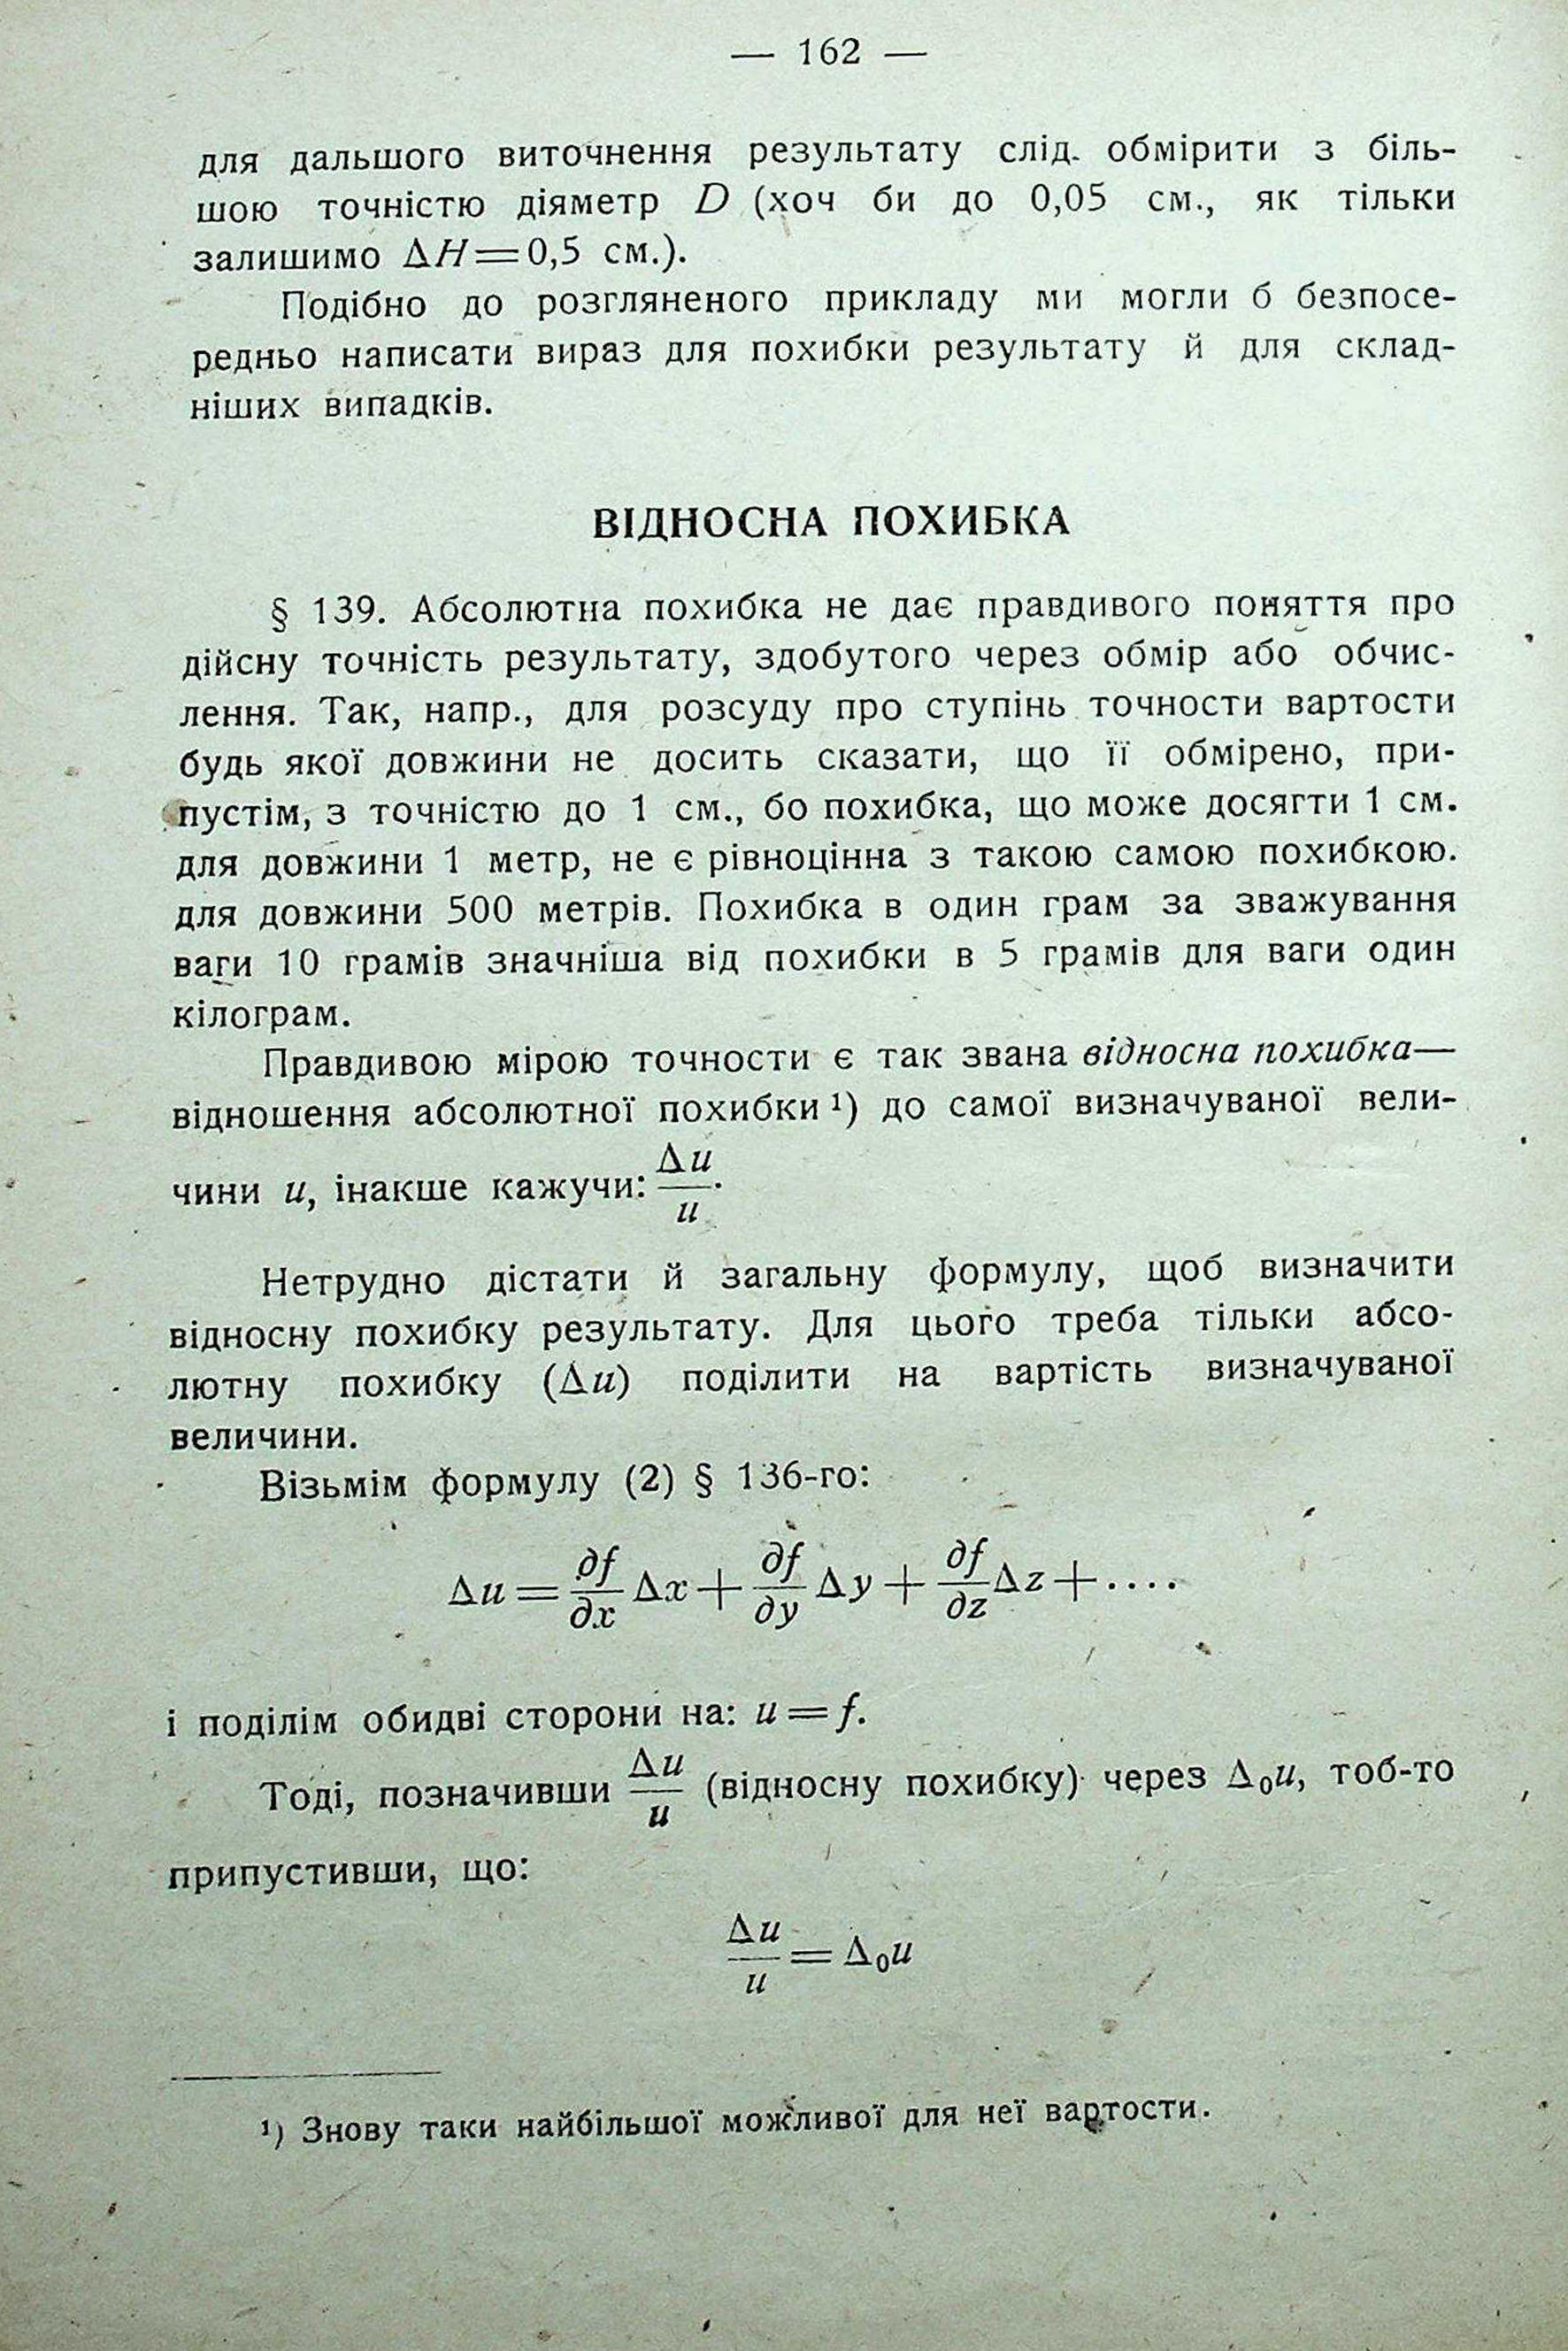 — 162 —
для дальшого виточнення результату слід. обмірити з біль-
шою точністю діяметр D (хоч би до 0,05 см., як тільки
залишимо ΔH=0,5 см.).
Подібно до розгляненого прикладу ми могли б безпосе-
редньо написати вираз для похибки результату й для склад-
ніших випадків.
ВІДНОСНА ПОХИБКА
§ 139. Абсолютна похибка не дає правдивого поняття про
дійсну точність результату, здобутого через обмір або обчис-
лення. Так, напр., для розсуду про ступінь точности вартости
будь якої довжини не досить сказати, що її обмірено, при-
пустім, з точністю до 1 см., бо похибка, що може досягти 1 см.
для довжини 1 метр, не є рівноцінна з такою самою похибкою.
для довжини 500 метрів. Похибка в один грам за зважування
ваги 10 грамів значніша від похибки в 5 грамів для ваги один
кілограм.
Правдивою мірою точности є так звана відносна похибка—
відношення абсолютної похибки ¹) до самої визначуваної вели-
чини u, інакше кажучи: Δu/u.
Нетрудно дістати й загальну формулу, щоб визначити
відносну похибку результату. Для цього треба тільки абсо-
лютну похибку (Δu) поділити на вартість визначуваної
величини.
Візьмім формулу (2) § 136-го:
Δu = ∂f/∂x Δx + ∂f/∂y Δy + ∂f/∂z Δz + ....
і поділім обидві сторони на: u = f.
Тоді, позначивши Δu/u (відносну похибку) через Δ₀u, тоб-то
припустивши, що:
Δu/u = Δ₀u
¹) Знову таки найбільшої можливої для неї вартости.